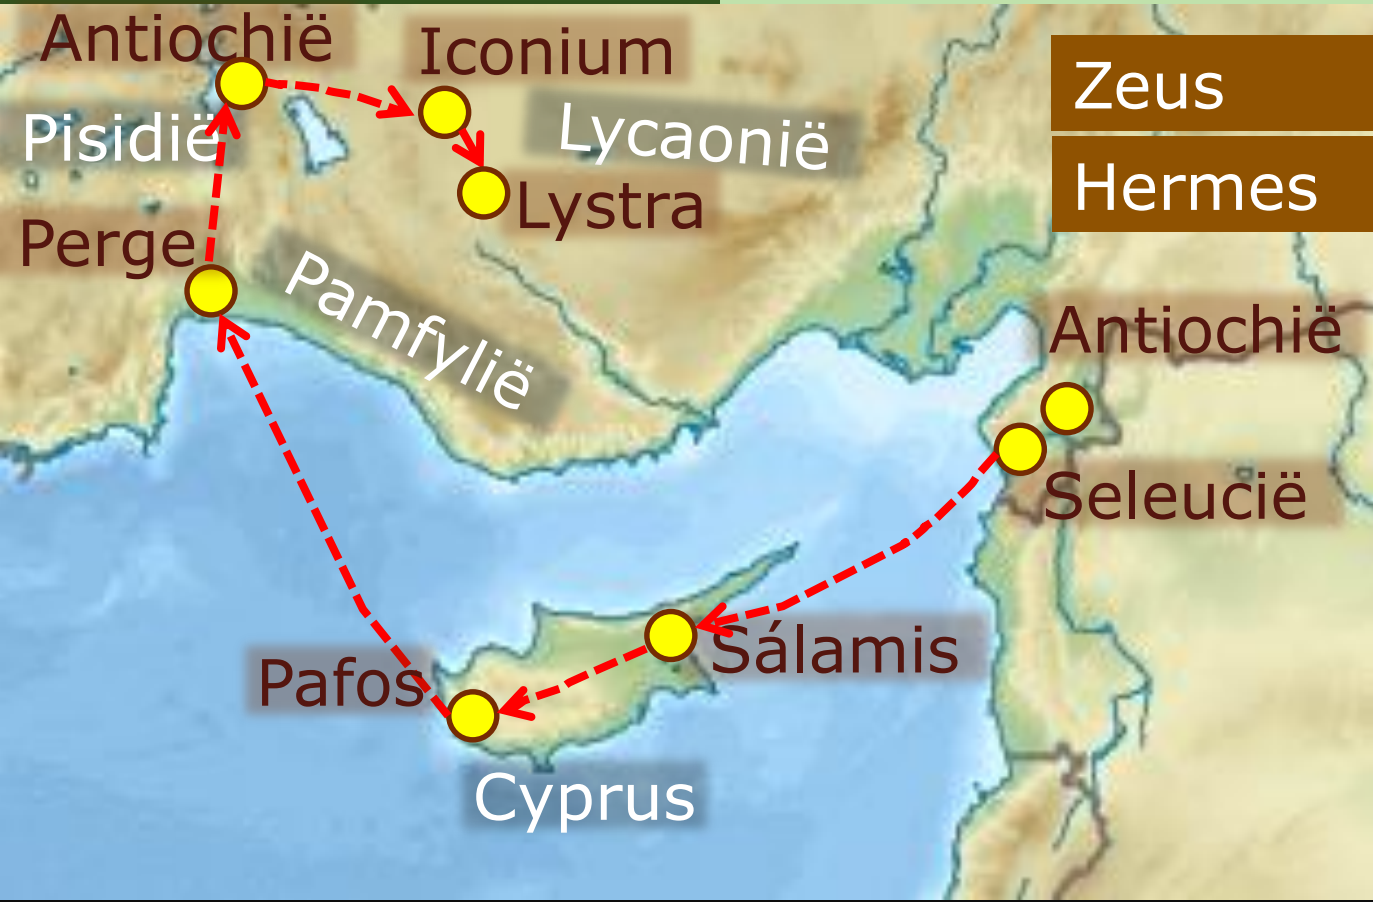 Antiochië
Iconium
Zeus
Pisidië
Lycaonië
Hermes
Lystra
Perge
Pamfylië
Antiochië
Seleucië
Sálamis
Pafos
Cyprus